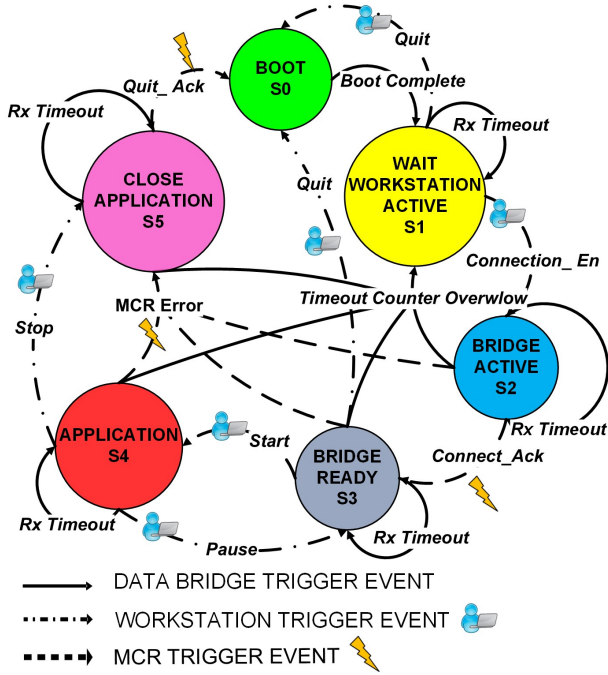 Quit
BOOT
S0
Quit_ Ack
Boot Complete
Rx Timeout
Rx Timeout
WAIT
WORKSTATION
ACTIVE
S1
CLOSE
APPLICATION
S5
Quit
Connection_ En
MCR Error
Timeout Counter Overwlow
Stop
BRIDGE
ACTIVE
S2
Rx Timeout
APPLICATION
S4
Start
BRIDGE
READY
S3
Connect_Ack
Rx Timeout
Rx Timeout
Pause
DATA BRIDGE TRIGGER EVENT
WORKSTATION TRIGGER EVENT
MCR TRIGGER EVENT